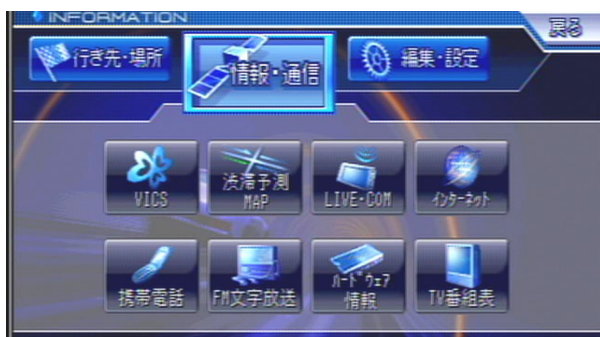 INFORMATION
戻る
行き先・場所
情報・通信
編集・設定
VICS
渋滞予測
MAP
LIVE・COM
インターネット
携帯電話
FM文字放送
ハードウェア
情報
TV番組表